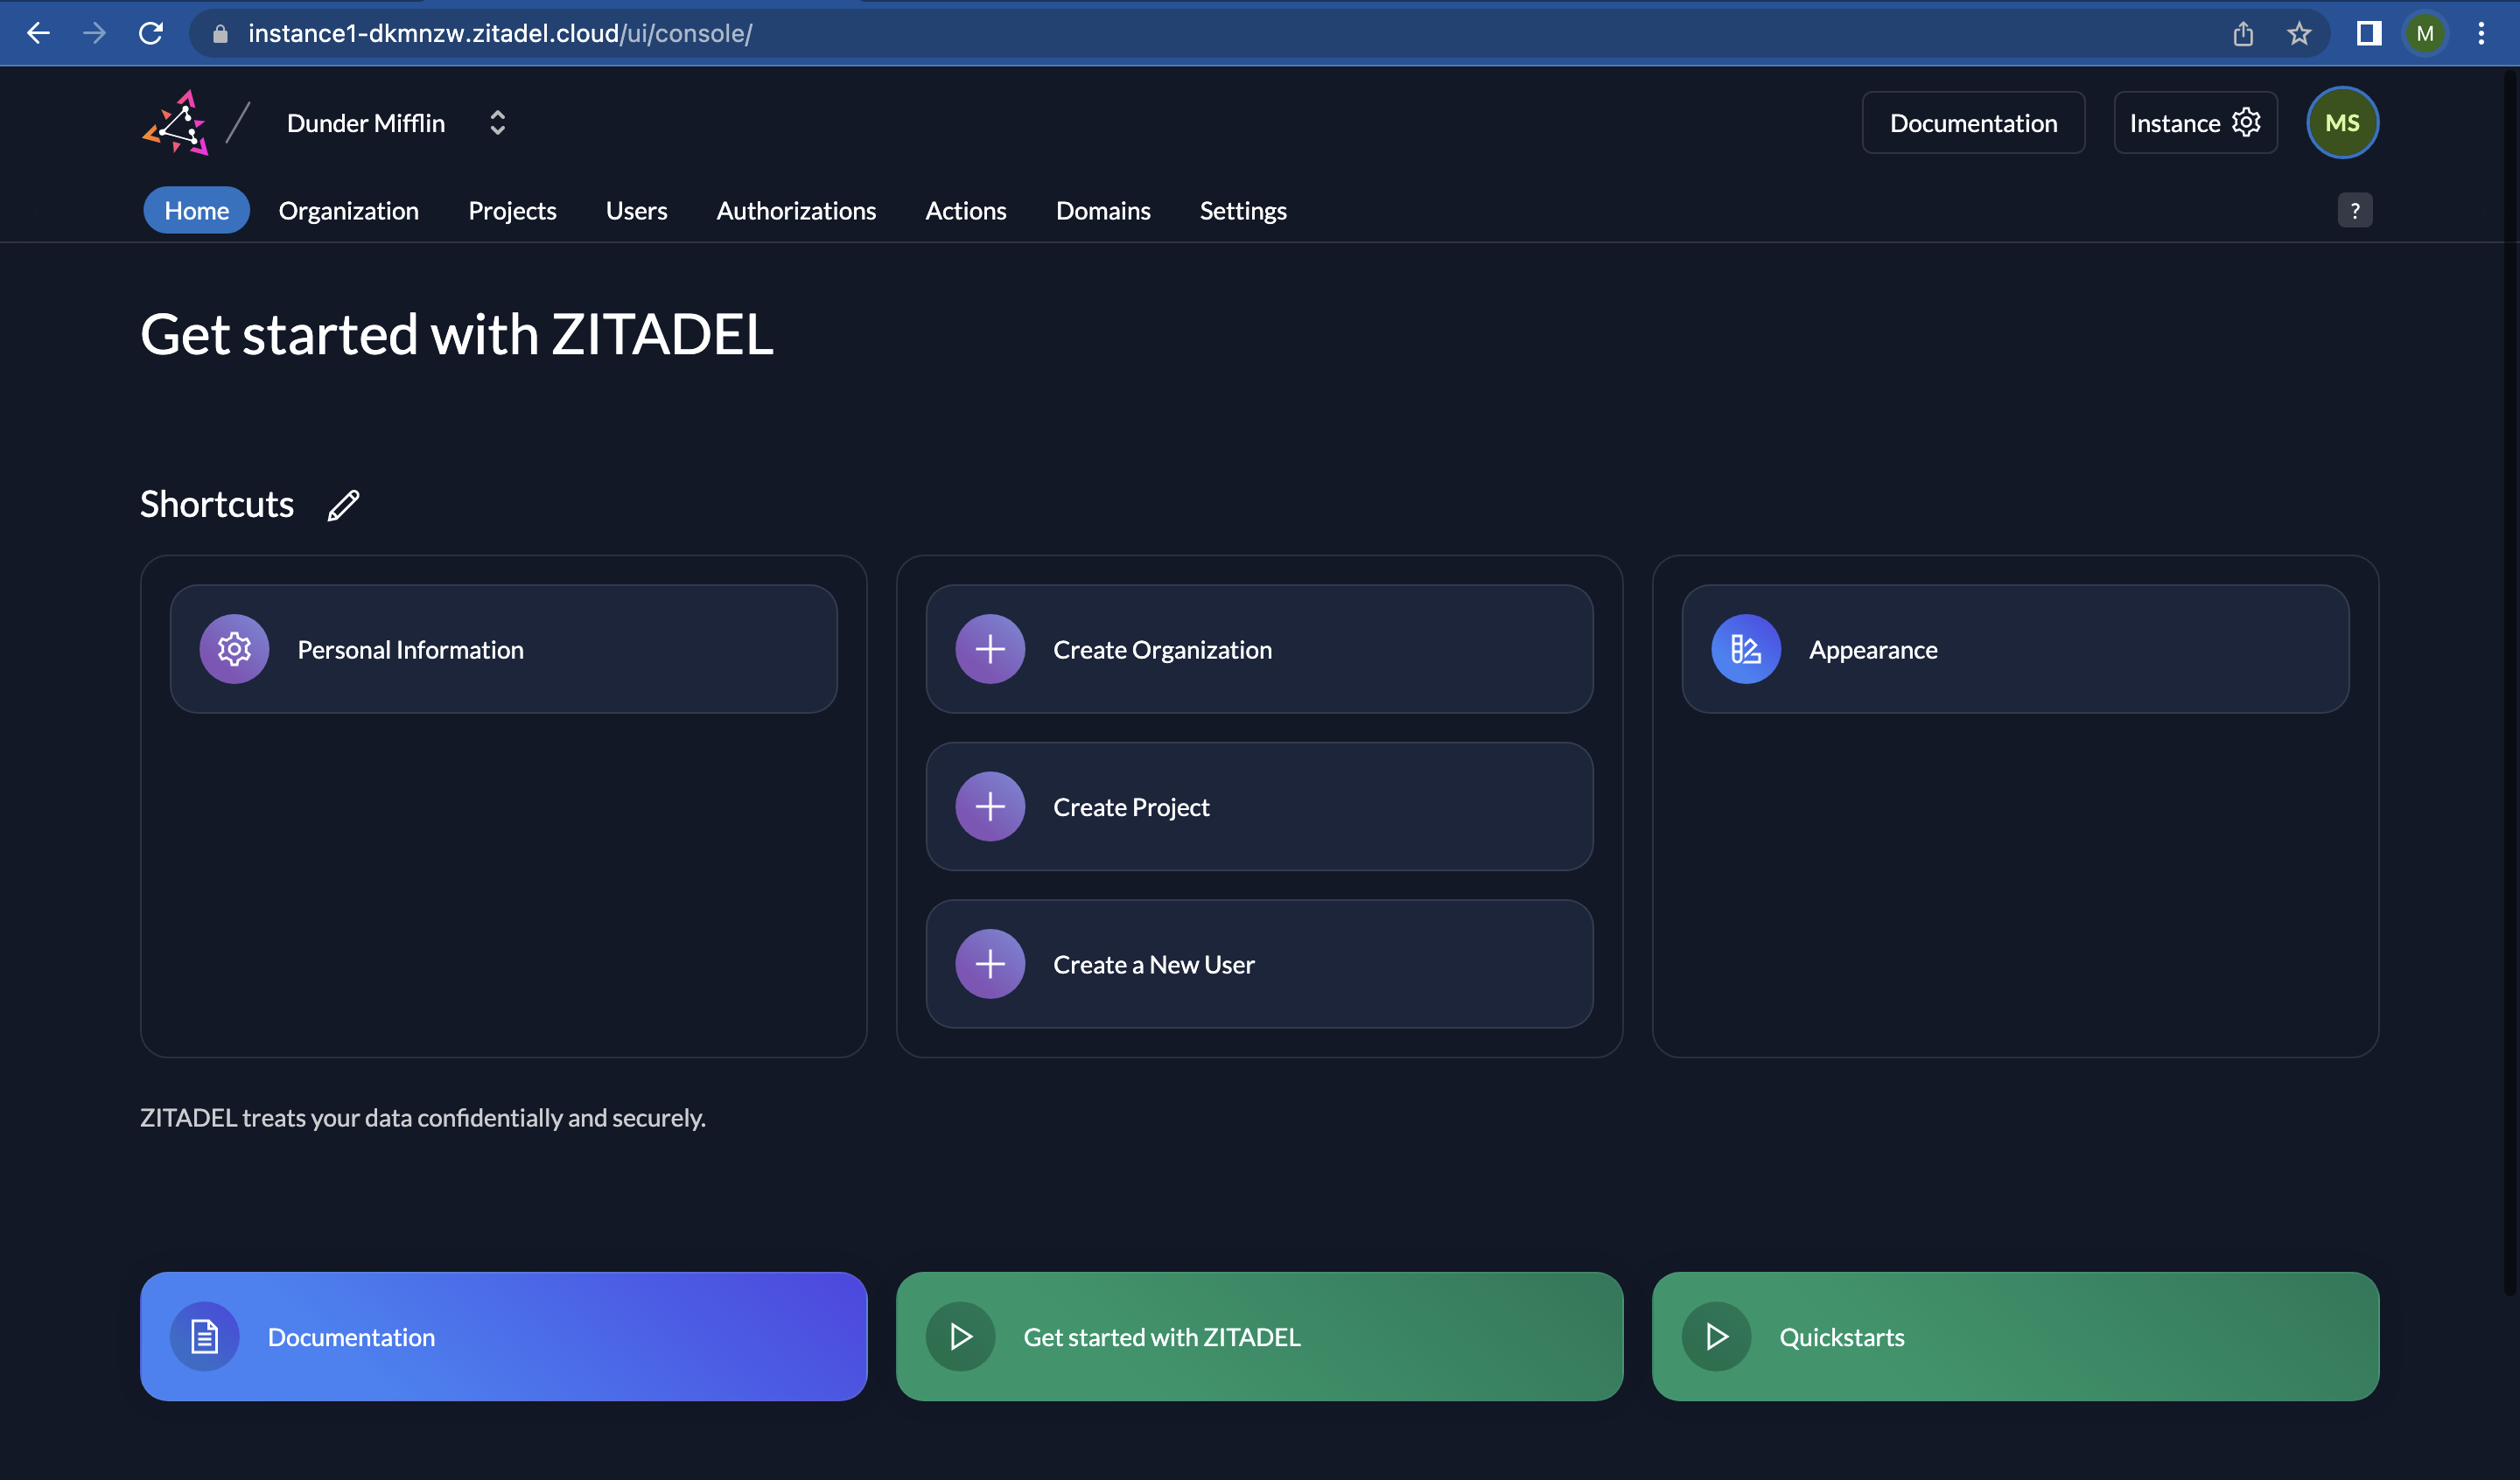 instance1-dkmnzw.zitadel.cloud/ui/console/
M
Dunder Mifflin
Documentation
Instance
MS
Home Organization Projects Users Authorizations Actions Domains Settings
?
Get started with ZITADEL
Shortcuts
Personal Information
Create Organization
Appearance
Create Project
Create a New User
ZITADEL treats your data confidentially and securely.
Documentation
Get started with ZITADEL
Quickstarts